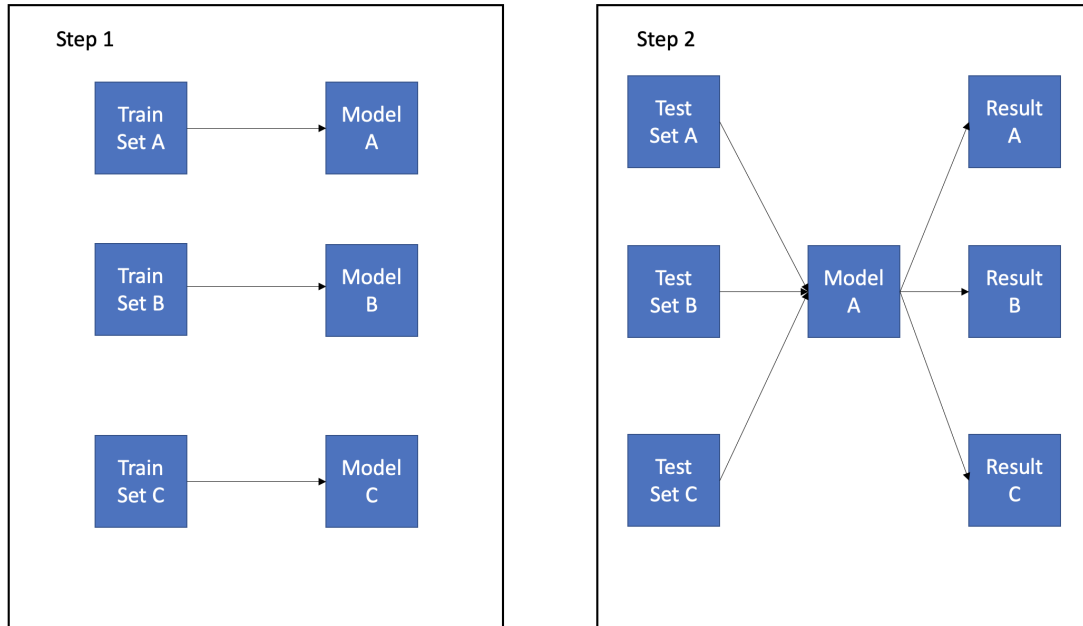 Step 1
Train
Set A
Model
A
Train
Set B
Model
B
Train
Set C
Model
C
Step 2
Test
Set A
Result
A
Test
Set B
Model
A
Result
B
Test
Set C
Result
C